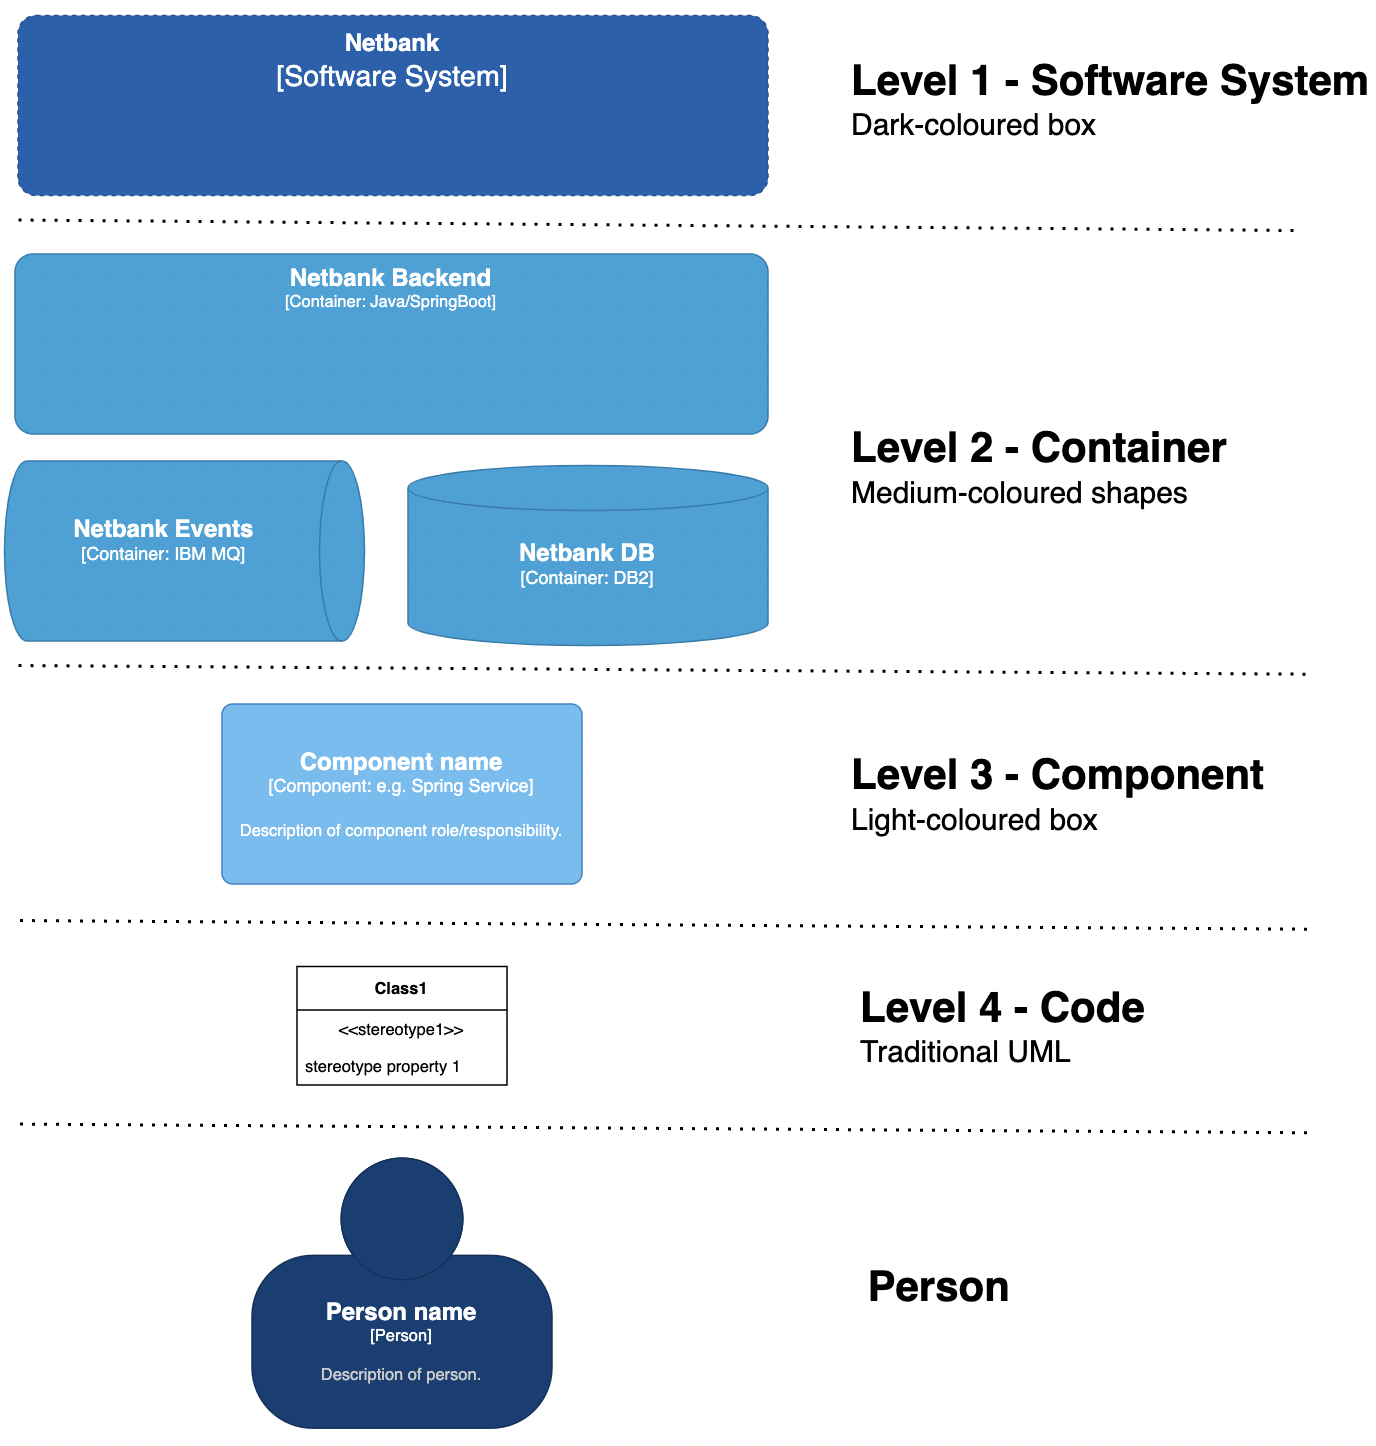 Netbank
[Software System]
Level 1 - Software System
Dark-coloured box
Netbank Backend
[Container: Java/SpringBoot]
Netbank Events
[Container: IBM MQ]
Netbank DB
[Container: DB2]
Level 2 - Container
Medium-coloured shapes
Component name
[Component: e.g. Spring Service]
Description of component role/responsibility.
Level 3 - Component
Light-coloured box
Class1
<<stereotype1>>
stereotype property 1
Level 4 - Code
Traditional UML
Person name
[Person]
Description of person.
Person